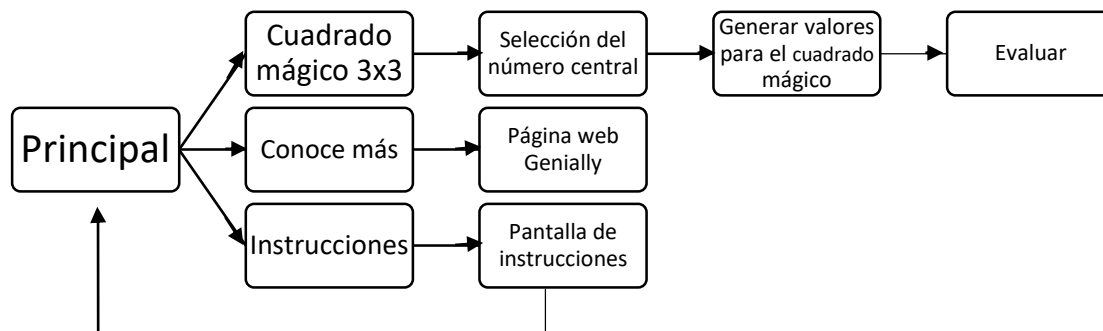 Principal
Cuadrado
mágico 3x3
Selección del
número central
Generar valores
para el cuadrado
mágico
Evaluar
Conoce más
Página web
Genially
Instrucciones
Pantalla de
instrucciones